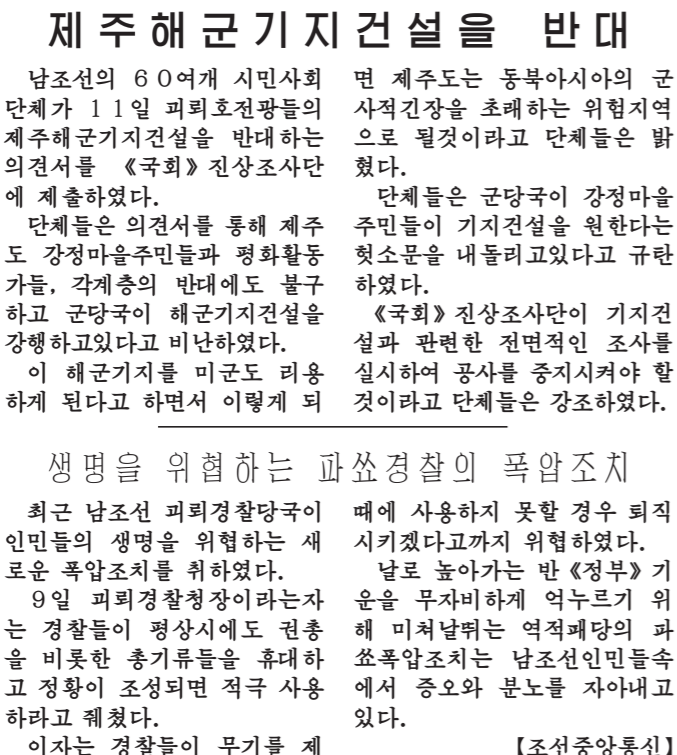 제주해군기지건설을 반대
남조선의 60여개 시민사회
단체가 11일 괴뢰호전광들의
제주해군기지건설을 반대하는
의견서를 《국회》진상조사단
에 제출하였다.
단체들은 의견서를 통해 제주
도 강정마을주민들과 평화활동
가들, 각계층의 반대에도 불구
하고 군당국이 해군기지건설을
강행하고있다고 비난하였다.
이 해군기지를 미군도 리용
하게 된다고 하면서 이렇게 되
면 제주도는 동북아시아의 군
사적긴장을 초래하는 위험지역
으로 될것이라고 단체들은 밝
혔다.
단체들은 군당국이 강정마을
주민들이 기지건설을 원한다는
헛소문을 내돌리고있다고 규탄
하였다.
《국회》진상조사단이 기지건
설과 관련한 전면적인 조사를
실시하여 공사를 중지시켜야 할
것이라고 단체들은 강조하였다.
생명을 위협하는 파쑈경찰의 폭압조치
최근 남조선 괴뢰경찰당국이
인민들의 생명을 위협하는 새
로운 폭압조치를 취하였다.
9일 괴뢰경찰청장이라는자
는 경찰들이 평상시에도 권총
을 비롯한 총기류들을 휴대하
고 정황이 조성되면 적극 사용
하라고 줴쳤다.
이자는 경찰들이 무기를 제
때에 사용하지 못할 경우 퇴직
시키겠다고까지 위협하였다.
날로 높아가는 반《정부》기
운을 무자비하게 억누르기 위
해 미쳐날뛰는 역적패당의 파
쑈폭압조치는 남조선인민들속
에서 증오와 분노를 자아내고
있다.
【조선중앙통신】